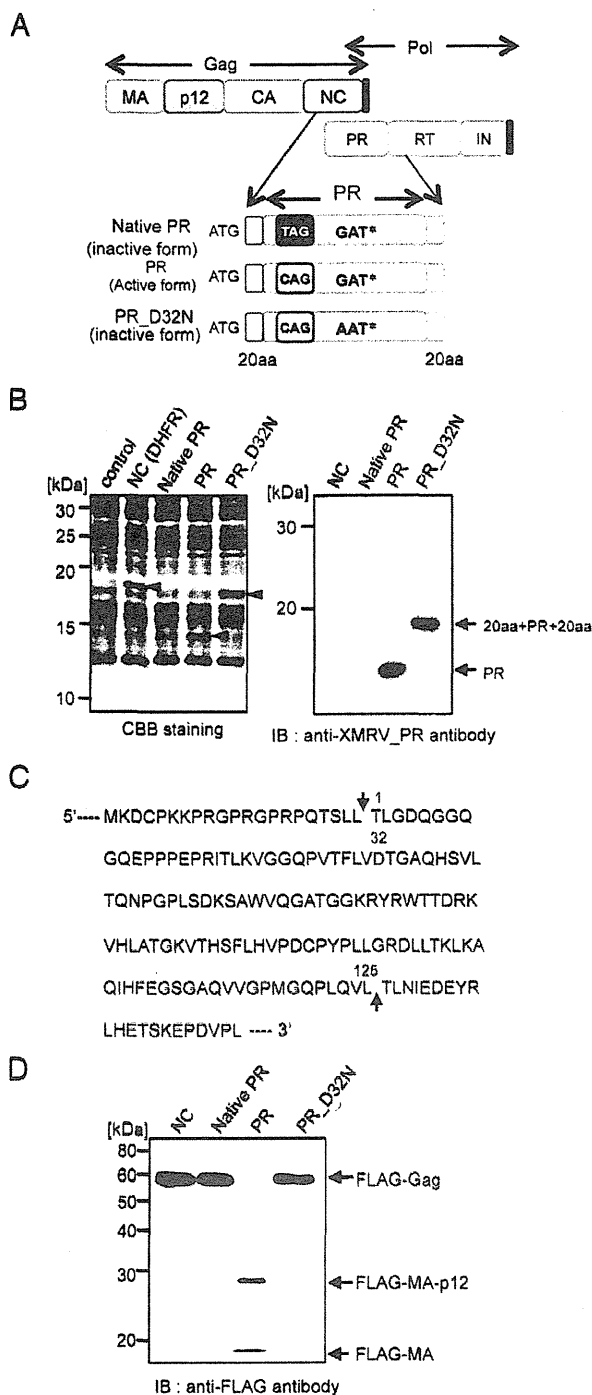 A
Pol
Gag
MA p12 CA NC
PR RT IN
PR
Native PR ATG TAG GAT*
(inactive form)
PR ATG CAG GAT*
(Active form)
PR_D32N ATG CAG AAT*
(inactive form)
20aa 20aa
B
[kDa] control NC (DHFR) Native PR PR PR_D32N
30
25
20
15
10
CBB staining
[kDa] NC Native PR PR PR_D32N
30
20
20aa+PR+20aa
PR
IB : anti-XMRV_PR antibody
C
1
5'---- MKDCPKKPRGPRGPRPQTSLL TLGDQGGQ
32
GQEPPPEPRITLKVGGQPVTFLVDTGAQHSVL
TQNPGPLSDKSAWVQGATGGKRYRWTTDRK
VHLATGKVTHSFLHVPDCPYPLLGRDLLTKLKA
125
QIHFEGSGAQVVGPMGQPLQVL TLNIEDEYR
LHETSKEPDVPL ---- 3'
D
[kDa] NC Native PR PR PR_D32N
80
60
50
40
30
20
FLAG-Gag
FLAG-MA-p12
FLAG-MA
IB : anti-FLAG antibody